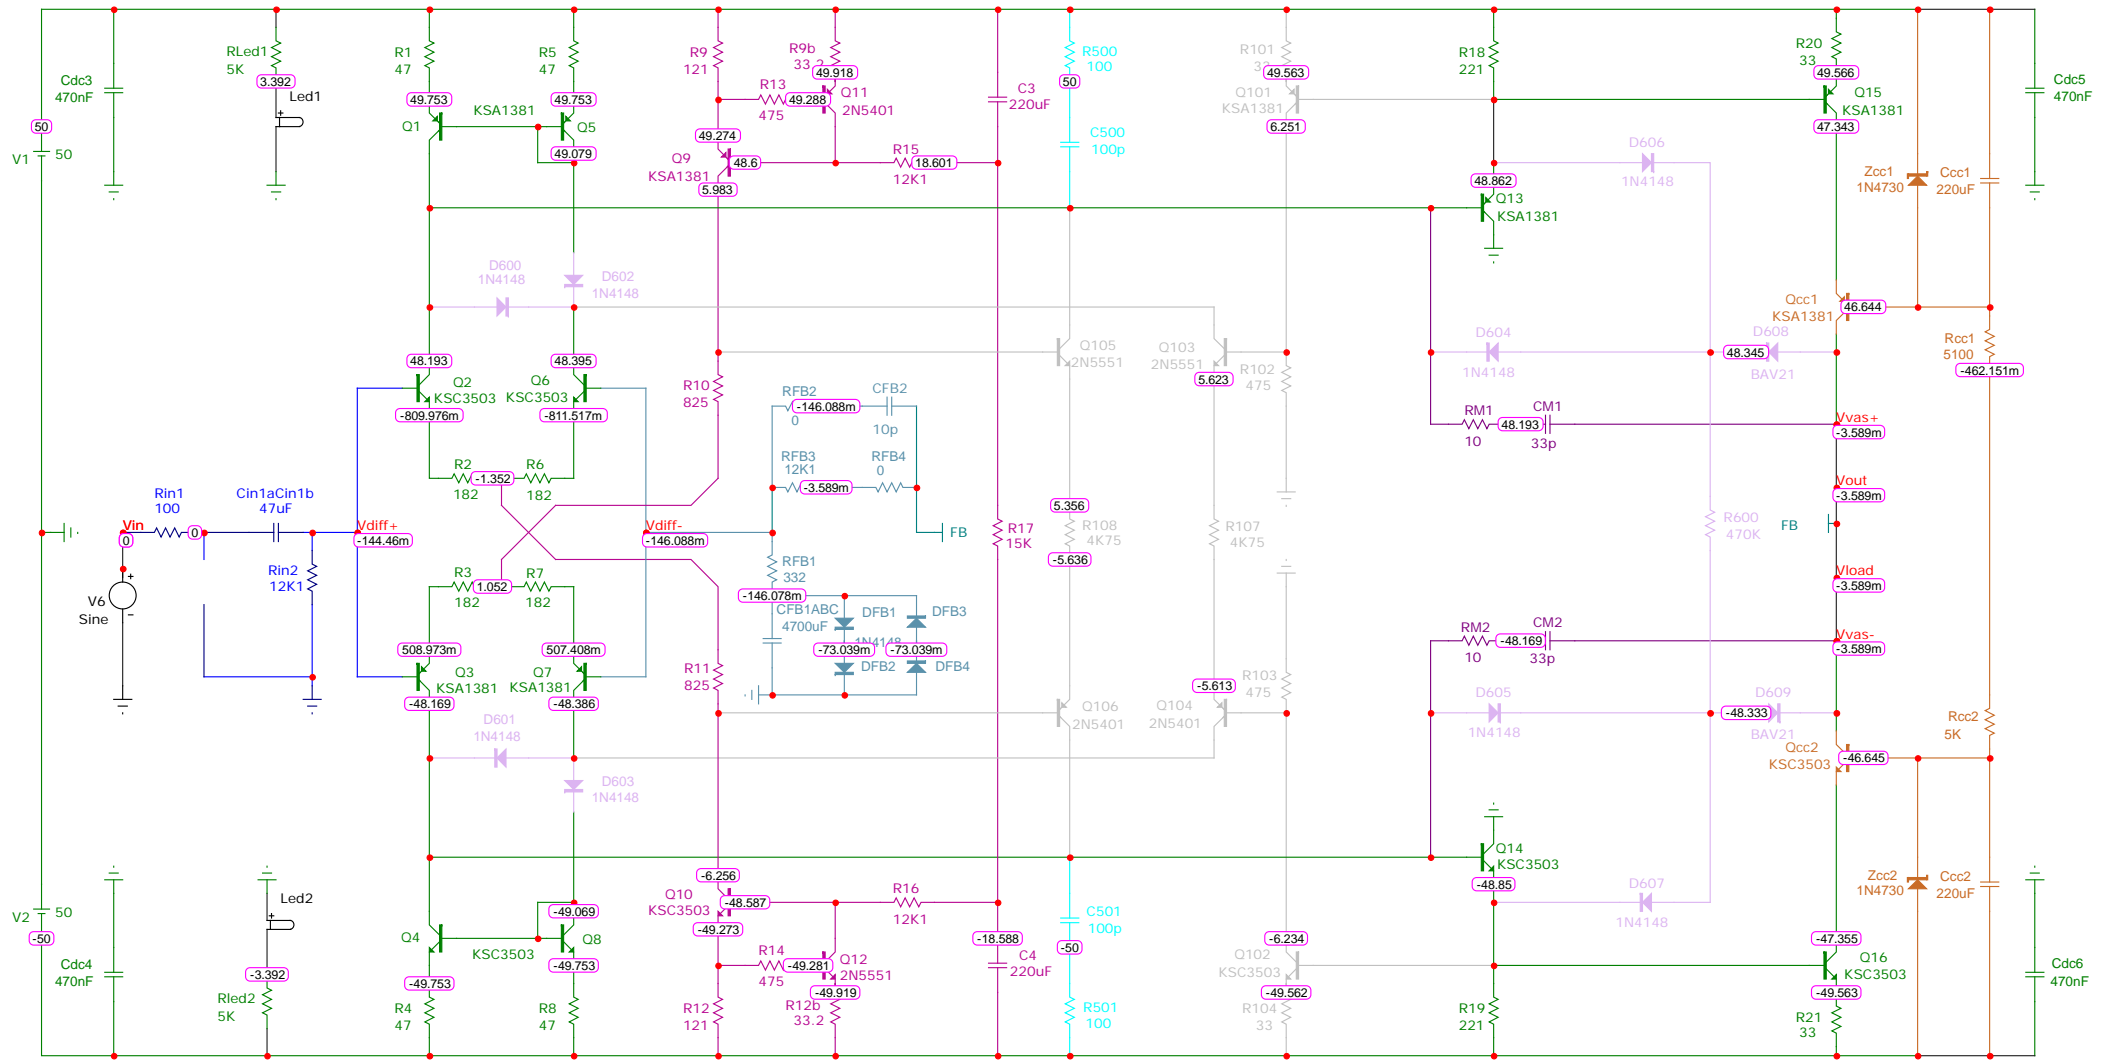 V1
50
50
Cdc3
470nF
RLed1
5K
3.392
Led1
R1
47
49.753
Q1
R5
47
49.753
KSA1381
Q5
49.079
R9
121
R9b
33.2
49.918
R13
475
49.288
Q11
2N5401
49.274
Q9
KSA1381
48.6
5.983
R15
12K1
18.601
C3
220uF
R500
100
50
C500
100p
R101
49.563
Q101
KSA1381
6.251
R18
221
48.862
Q13
KSA1381
D606
1N4148
R20
33
49.566
Q15
KSA1381
47.343
Zcc1
1N4730
Ccc1
220uF
Cdc5
470nF
D600
1N4148
D602
1N4148
48.193
Q2
KSC3503
-809.976m
48.395
Q6
KSC3503
-811.517m
R2
182
-1.352
R6
182
R10
825
RFB2
0
-146.088m
CFB2
10p
RFB3
12K1
-3.589m
RFB4
0
FB
Q105
2N5551
Q103
2N5551
5.623
R102
475
D604
1N4148
48.345
D608
BAV21
Qcc1
KSA1381
46.644
Rcc1
5100
-462.151m
RM1
10
48.193
CM1
33p
Vvas+
-3.589m
Vout
-3.589m
FB
Vload
-3.589m
Vvas-
-3.589m
Vin
0
V6
Sine
Rin1
100
0
Cin1aCin1b
47uF
Rin2
12K1
Vdiff+
-144.46m
Vdiff-
-146.088m
RFB1
332
-146.078m
CFB1ABC
4700uF
DFB1
1N4148
DFB3
-73.039m
-73.039m
DFB2
DFB4
R17
15K
5.356
R108
4K75
-5.636
R107
4K75
R600
470K
R3
182
1.052
R7
182
508.973m
Q3
KSA1381
-48.169
507.408m
Q7
KSA1381
-48.386
R11
825
Q106
2N5401
-5.613
Q104
2N5401
R103
475
RM2
10
-48.169
CM2
33p
D605
1N4148
-48.333
D609
BAV21
Qcc2
KSC3503
-46.645
Rcc2
5K
D601
1N4148
D603
1N4148
V2
50
-50
Cdc4
470nF
Led2
-3.392
Rled2
5K
Q4
KSC3503
-49.069
Q8
-49.753
-49.753
R4
47
R8
47
-6.256
Q10
KSC3503
-48.587
-49.273
R16
12K1
R14
475
-49.281
Q12
2N5551
-49.919
R12
121
R12b
33.2
-18.588
C4
220uF
C501
100p
-50
R501
100
-6.234
Q102
KSC3503
-49.562
R104
33
Q14
KSC3503
-48.85
D607
1N4148
R19
221
-47.355
Q16
KSC3503
-49.563
R21
33
Zcc2
1N4730
Ccc2
220uF
Cdc6
470nF